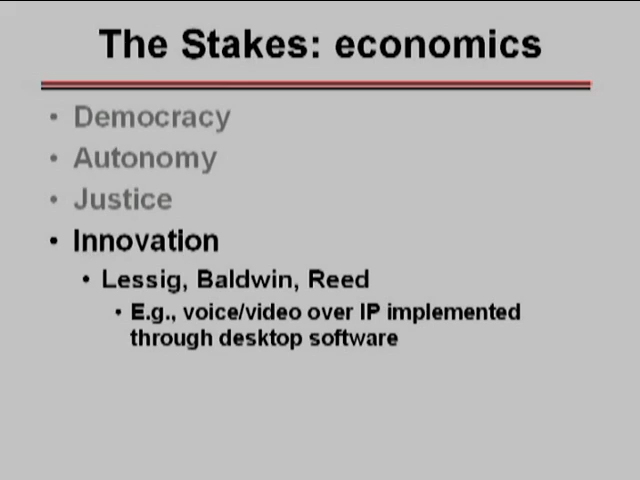 The Stakes: economics
• Democracy
• Autonomy
• Justice
• Innovation
• Lessig, Baldwin, Reed
• E.g., voice/video over IP implemented
through desktop software